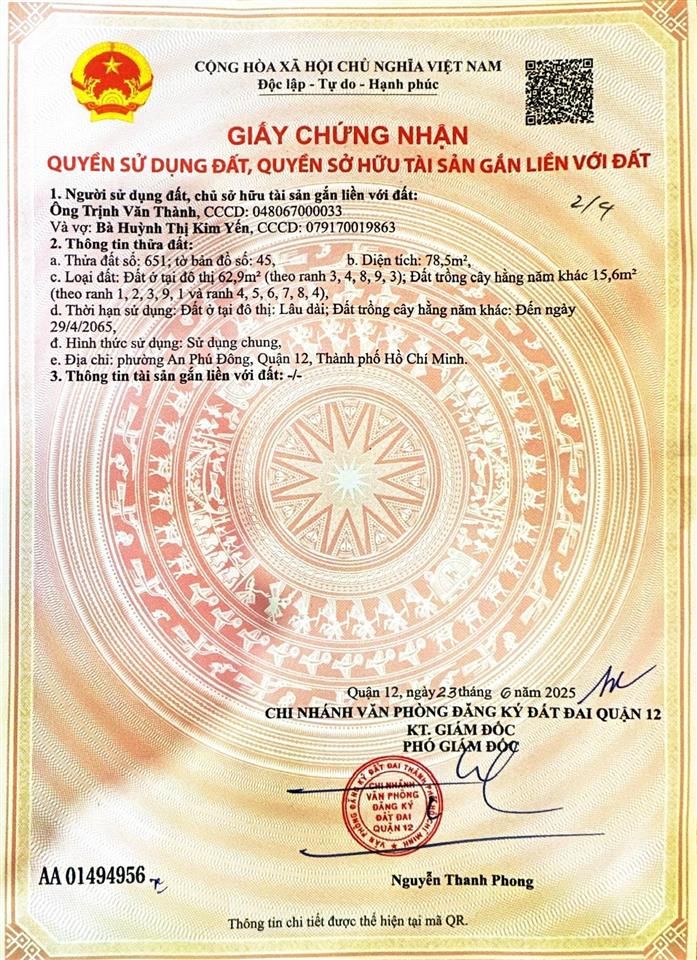 CỘNG HÒA XÃ HỘI CHỦ NGHĨA VIỆT NAM
Độc lập - Tự do - Hạnh phúc
GIẤY CHỨNG NHẬN
QUYỀN SỬ DỤNG ĐẤT, QUYỀN SỞ HỮU TÀI SẢN GẮN LIỀN VỚI ĐẤT
2/4
1. Người sử dụng đất, chủ sở hữu tài sản gắn liền với đất:
Ông Trịnh Văn Thành, CCCD: 048067000033
Và vợ: Bà Huỳnh Thị Kim Yến, CCCD: 079170019863
2. Thông tin thửa đất:
a. Thửa đất số: 651; tờ bản đồ số: 45, b. Diện tích: 78,5m²,
c. Loại đất: Đất ở tại đô thị 62,9m² (theo ranh 3, 4, 8, 9, 3); Đất trồng cây hằng năm khác 15,6m²
(theo ranh 1, 2, 3, 9, 1 và ranh 4, 5, 6, 7, 8, 4),
d. Thời hạn sử dụng: Đất ở tại đô thị: Lâu dài; Đất trồng cây hằng năm khác: Đến ngày
29/4/2065,
đ. Hình thức sử dụng: Sử dụng chung,
e. Địa chỉ: phường An Phú Đông, Quận 12, Thành phố Hồ Chí Minh.
3. Thông tin tài sản gắn liền với đất: -/-
Quận 12, ngày 23 tháng 6 năm 2025
CHI NHÁNH VĂN PHÒNG ĐĂNG KÝ ĐẤT ĐAI QUẬN 12
KT. GIÁM ĐỐC
PHÓ GIÁM ĐỐC
VĂN PHÒNG ĐĂNG KÝ ĐẤT ĐAI THÀNH PHỐ HỒ CHÍ MINH
CHI NHÁNH
VĂN PHÒNG
ĐĂNG KÝ
ĐẤT ĐAI
QUẬN 12
AA 01494956
Nguyễn Thanh Phong
Thông tin chi tiết được thể hiện tại mã QR.